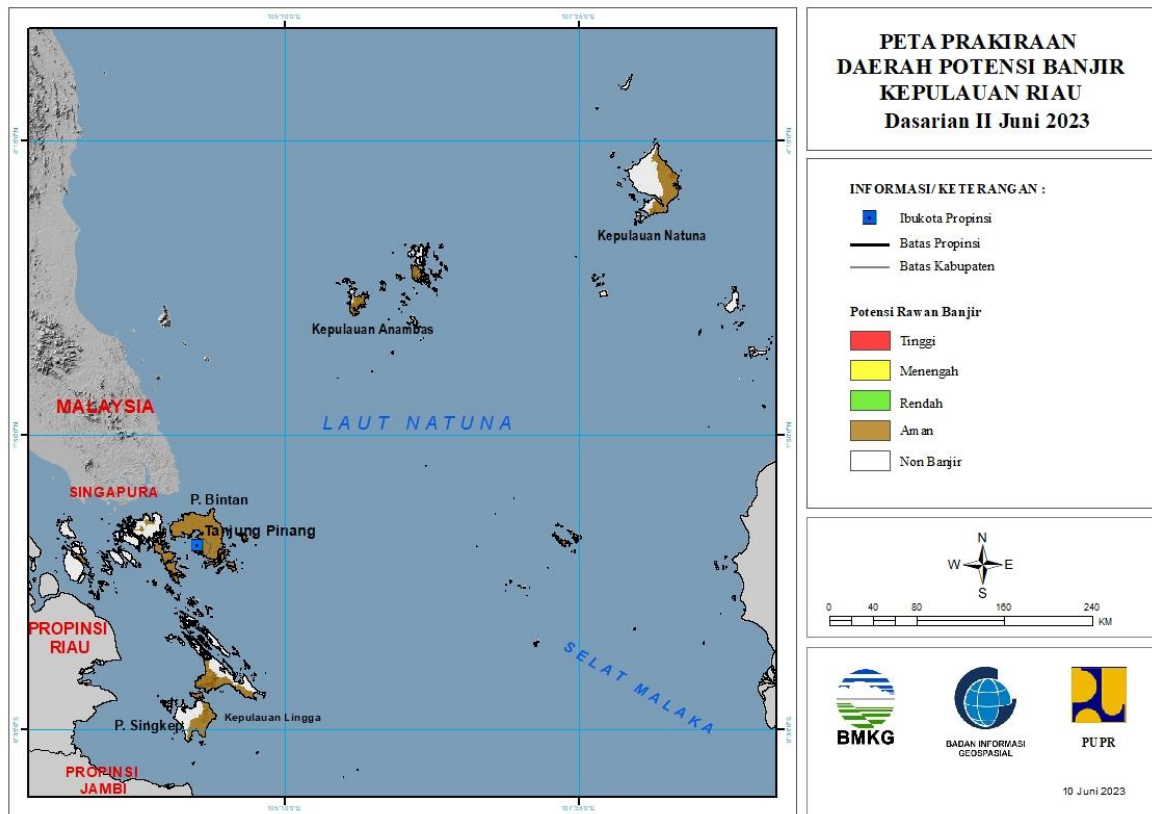 PETA PRAKIRAAN
DAERAH POTENSI BANJIR
KEPULAUAN RIAU
Dasarian II Juni 2023
INFORMASI/ KETERANGAN :
Ibukota Propinsi
Batas Propinsi
Batas Kabupaten
Potensi Rawan Banjir
Tinggi
Menengah
Rendah
Aman
Non Banjir
N
W E
S
0 40 80 160 240
KM
BMKG
BADAN INFORMASI
GEOSPASIAL
PUPR
10 Juni 2023
Kepulauan Natuna
Kepulauan Anambas
MALAYSIA
LAUT NATUNA
SINGAPURA
P. Bintan
Tanjung Pinang
PROPINSI
RIAU
SELAT MALAKA
Kepulauan Lingga
P. Singkep
PROPINSI
JAMBI